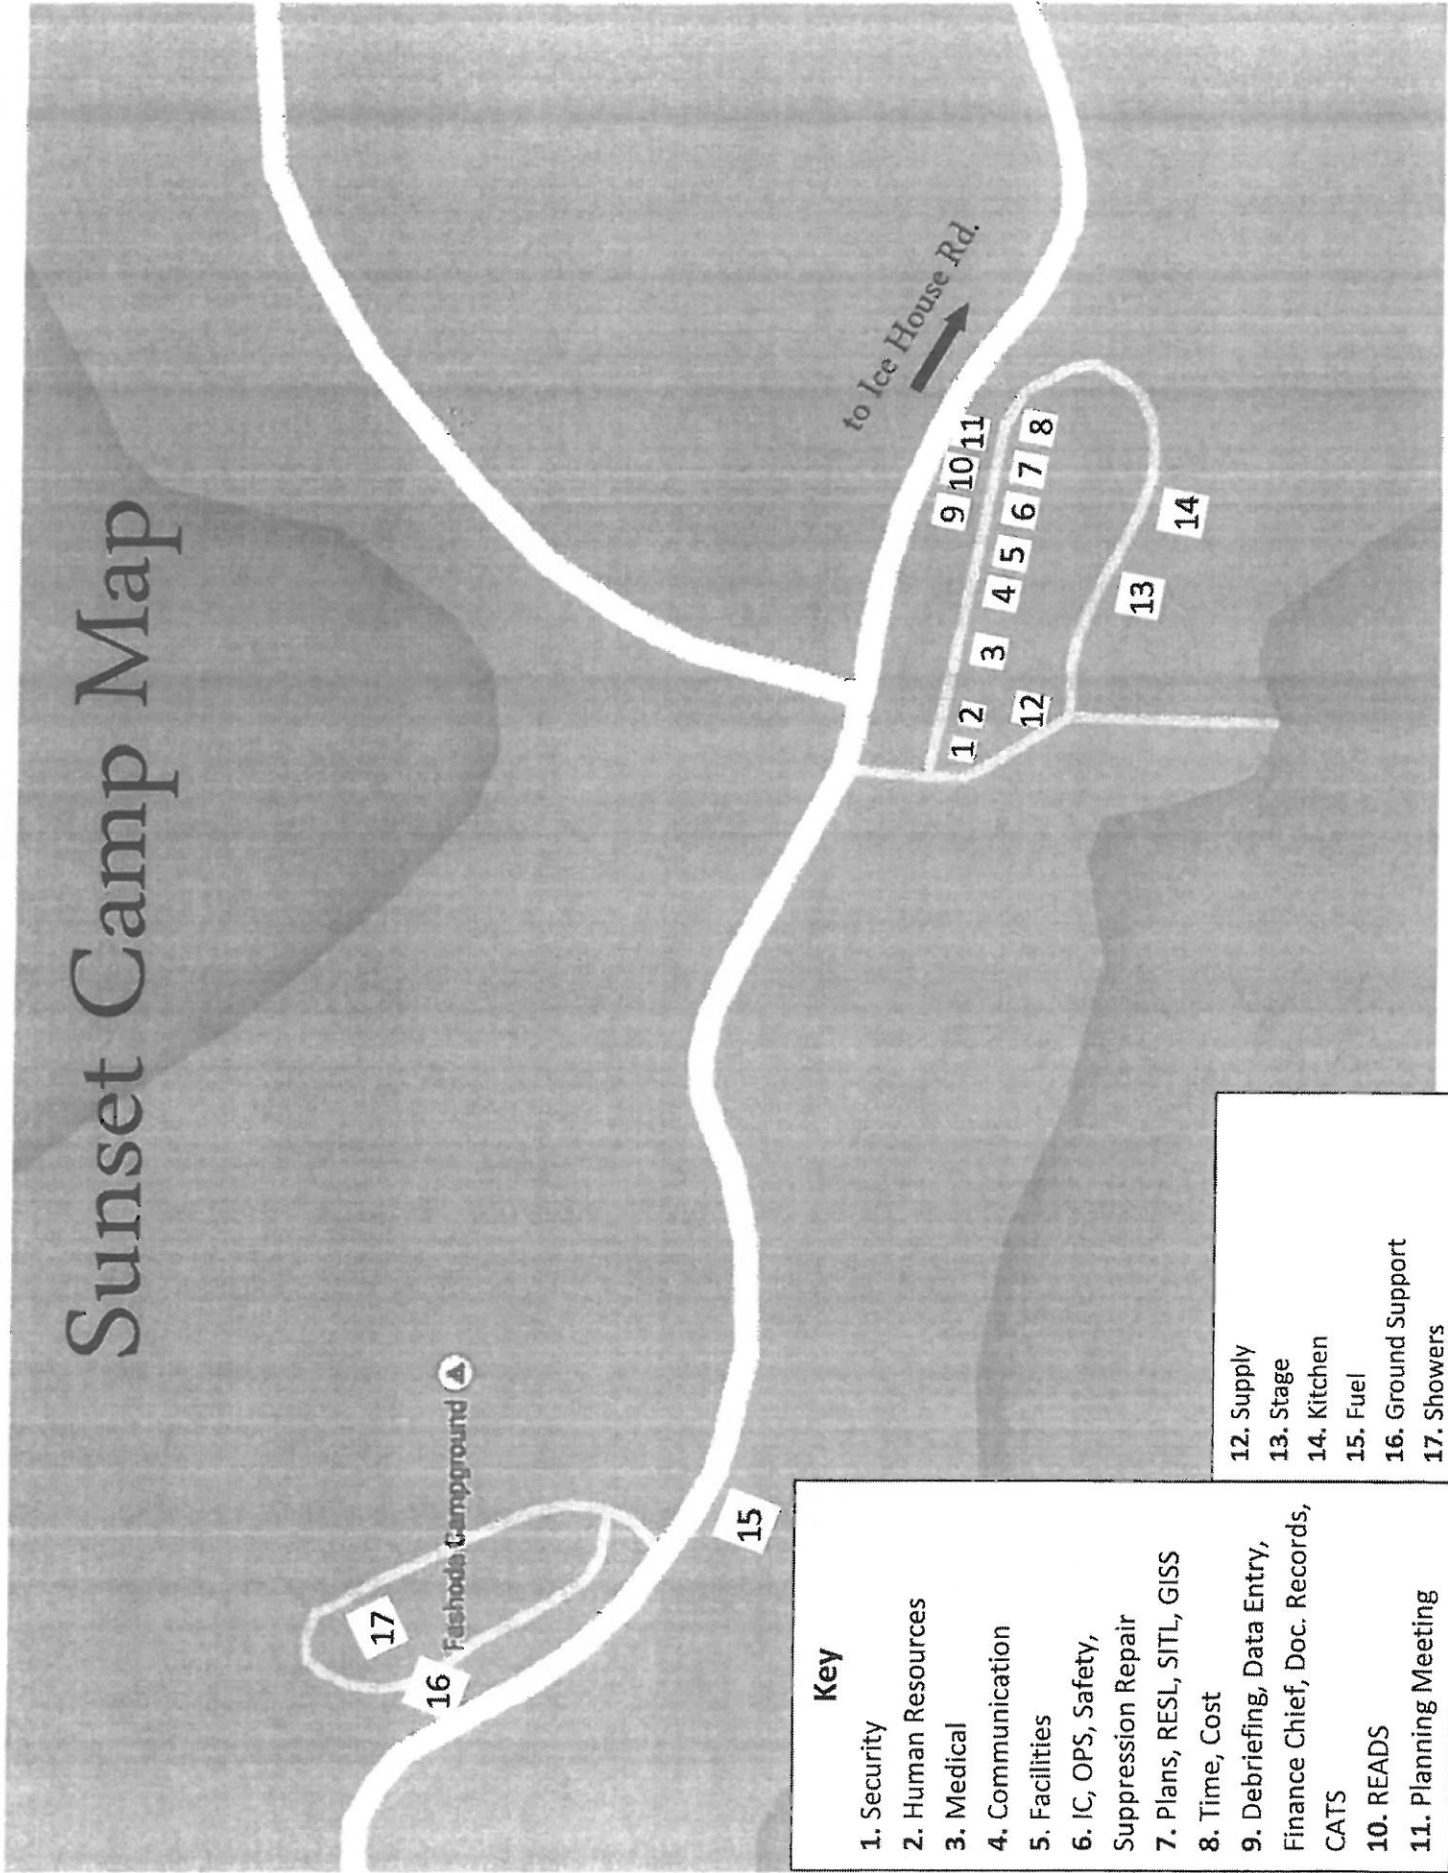 Sunset Camp Map
Fashoda Campground
to Ice House Rd.
17
16
15
9
10
11
1
2
3
4
5
6
7
8
12
13
14
Key
1. Security
2. Human Resources
3. Medical
4. Communication
5. Facilities
6. IC, OPS, Safety,
Suppression Repair
7. Plans, RESL, SITL, GISS
8. Time, Cost
9. Debriefing, Data Entry,
Finance Chief, Doc. Records,
CATS
10. READS
11. Planning Meeting
12. Supply
13. Stage
14. Kitchen
15. Fuel
16. Ground Support
17. Showers